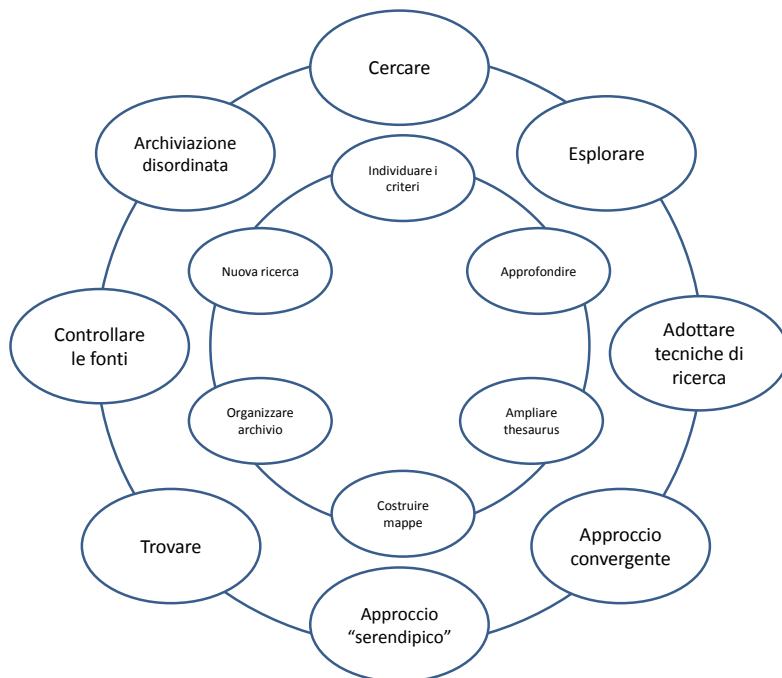 Cercare
Archiviazione
disordinata
Esplorare
Individuare i
criteri
Nuova ricerca
Approfondire
Controllare
le fonti
Adottare
tecniche di
ricerca
Organizzare
archivio
Ampliare
thesaurus
Costruire
mappe
Trovare
Approccio
convergente
Approccio
“serendipico”